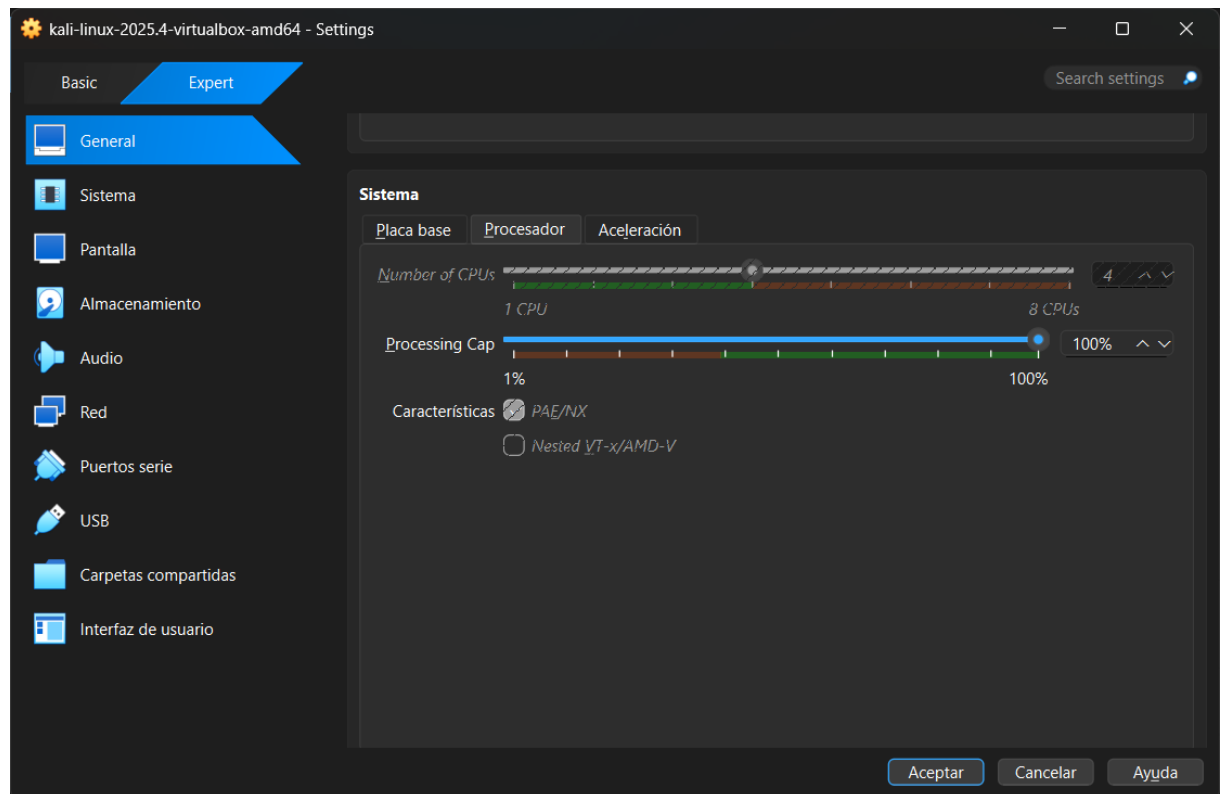 kali-linux-2025.4-virtualbox-amd64 - Settings
Basic
Expert
Search settings
General
Sistema
Pantalla
Almacenamiento
Audio
Red
Puertos serie
USB
Carpetas compartidas
Interfaz de usuario
Sistema
Placa base
Procesador
Aceleración
Number of CPUs
4
1 CPU
8 CPUs
Processing Cap
100%
1%
100%
Características
PAE/NX
Nested VT-x/AMD-V
Aceptar
Cancelar
Ayuda